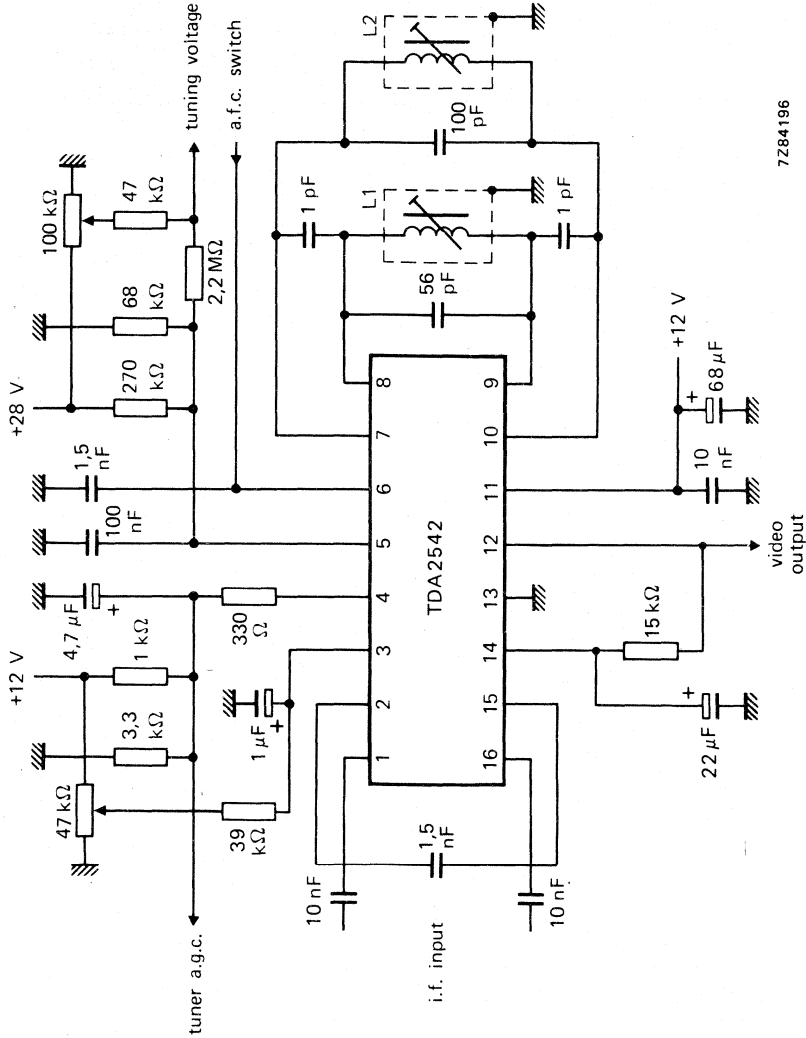 +12 V
+28 V
100 kΩ
47 kΩ
3,3
kΩ
1 kΩ
4,7 µF
100
nF
1,5
nF
270
kΩ
68
kΩ
47
kΩ
2,2 MΩ
tuning voltage
a.f.c. switch
tuner a.g.c.
39
kΩ
1 µF
+
+
330
Ω
10 nF
i.f. input
10 nF
1,5
nF
1
2
3
4
5
6
7
8
TDA2542
16
15
14
13
12
11
10
9
1 pF
56
pF
L1
1 pF
100
pF
L2
22 µF
+
15 kΩ
video
output
10
nF
+
68 µF
+12 V
7Z84196